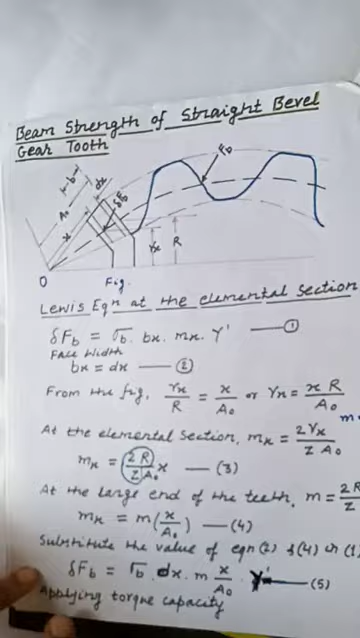 Beam Strength of Straight Bevel
Gear Tooth
b
dx
A₀
x
δFb
Fb
rx
R
O
Fig.
Lewis Eqⁿ at the elemental section
δFb = σb. bx. mx. Y' — ①
Face Width
bx = dx — ②
From the fig, rx/R = x/A₀ or rx = xR/A₀
At the elemental section, mx = 2rx/ZA₀
mx = (2R/ZA₀)x — (3)
At the large end of the teeth, m = 2R/Z
mx = m(x/A₀) — (4)
Substitute the value of eqn (2) & (4) in (1)
δFb = σb. dx. m x/A₀ . Y' — (5)
Applying torque capacity